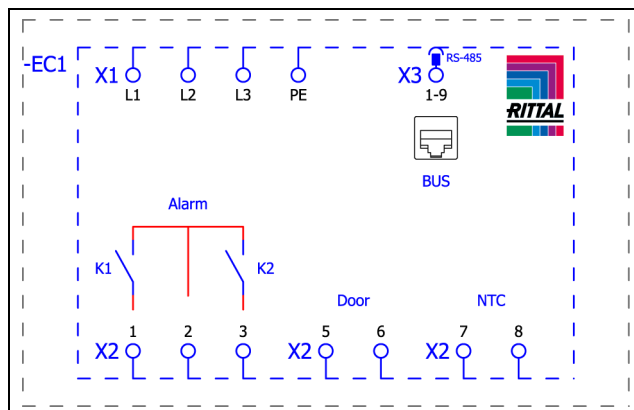 -EC1
X1
L1
L2
L3
PE
X3
RS-485
1-9
RITTAL
BUS
Alarm
K1
K2
Door
NTC
X2
1
2
3
X2
5
6
X2
7
8